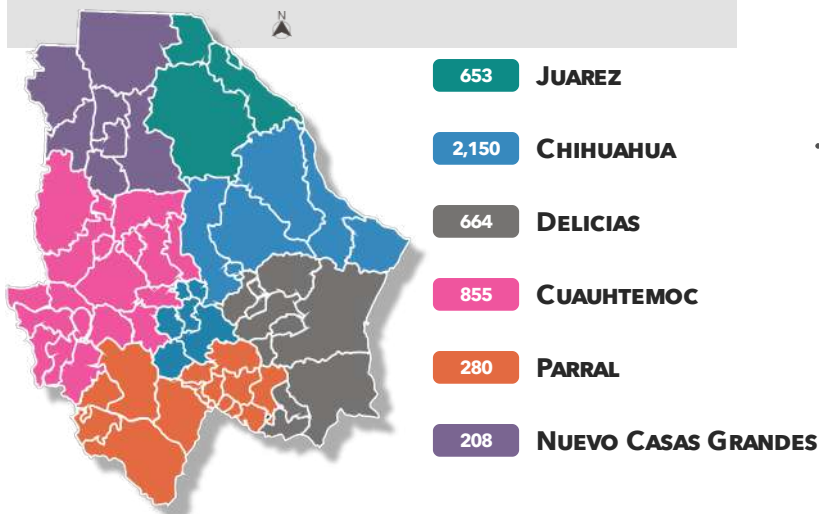 N
653 JUAREZ
2,150 CHIHUAHUA
664 DELICIAS
855 CUAUHTEMOC
280 PARRAL
208 NUEVO CASAS GRANDES